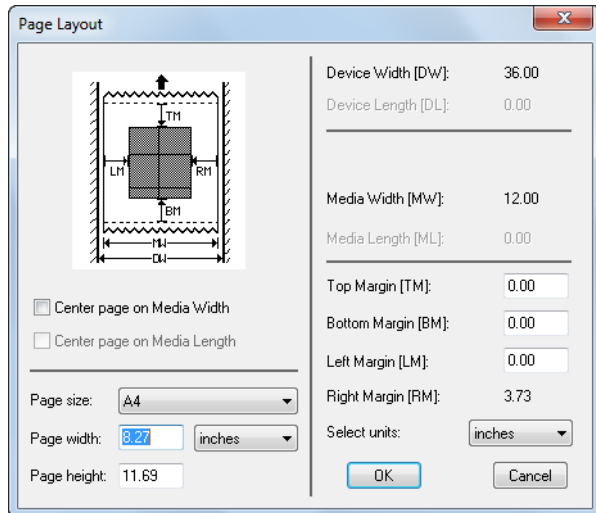 Page Layout
TM
LM
RM
BM
MW
DW
Center page on Media Width
Center page on Media Length
Page size: A4
Page width: 8.27 inches
Page height: 11.69
Device Width [DW]: 36.00
Device Length [DL]: 0.00
Media Width [MW]: 12.00
Media Length [ML]: 0.00
Top Margin [TM]: 0.00
Bottom Margin [BM]: 0.00
Left Margin [LM]: 0.00
Right Margin [RM]: 3.73
Select units: inches
OK
Cancel